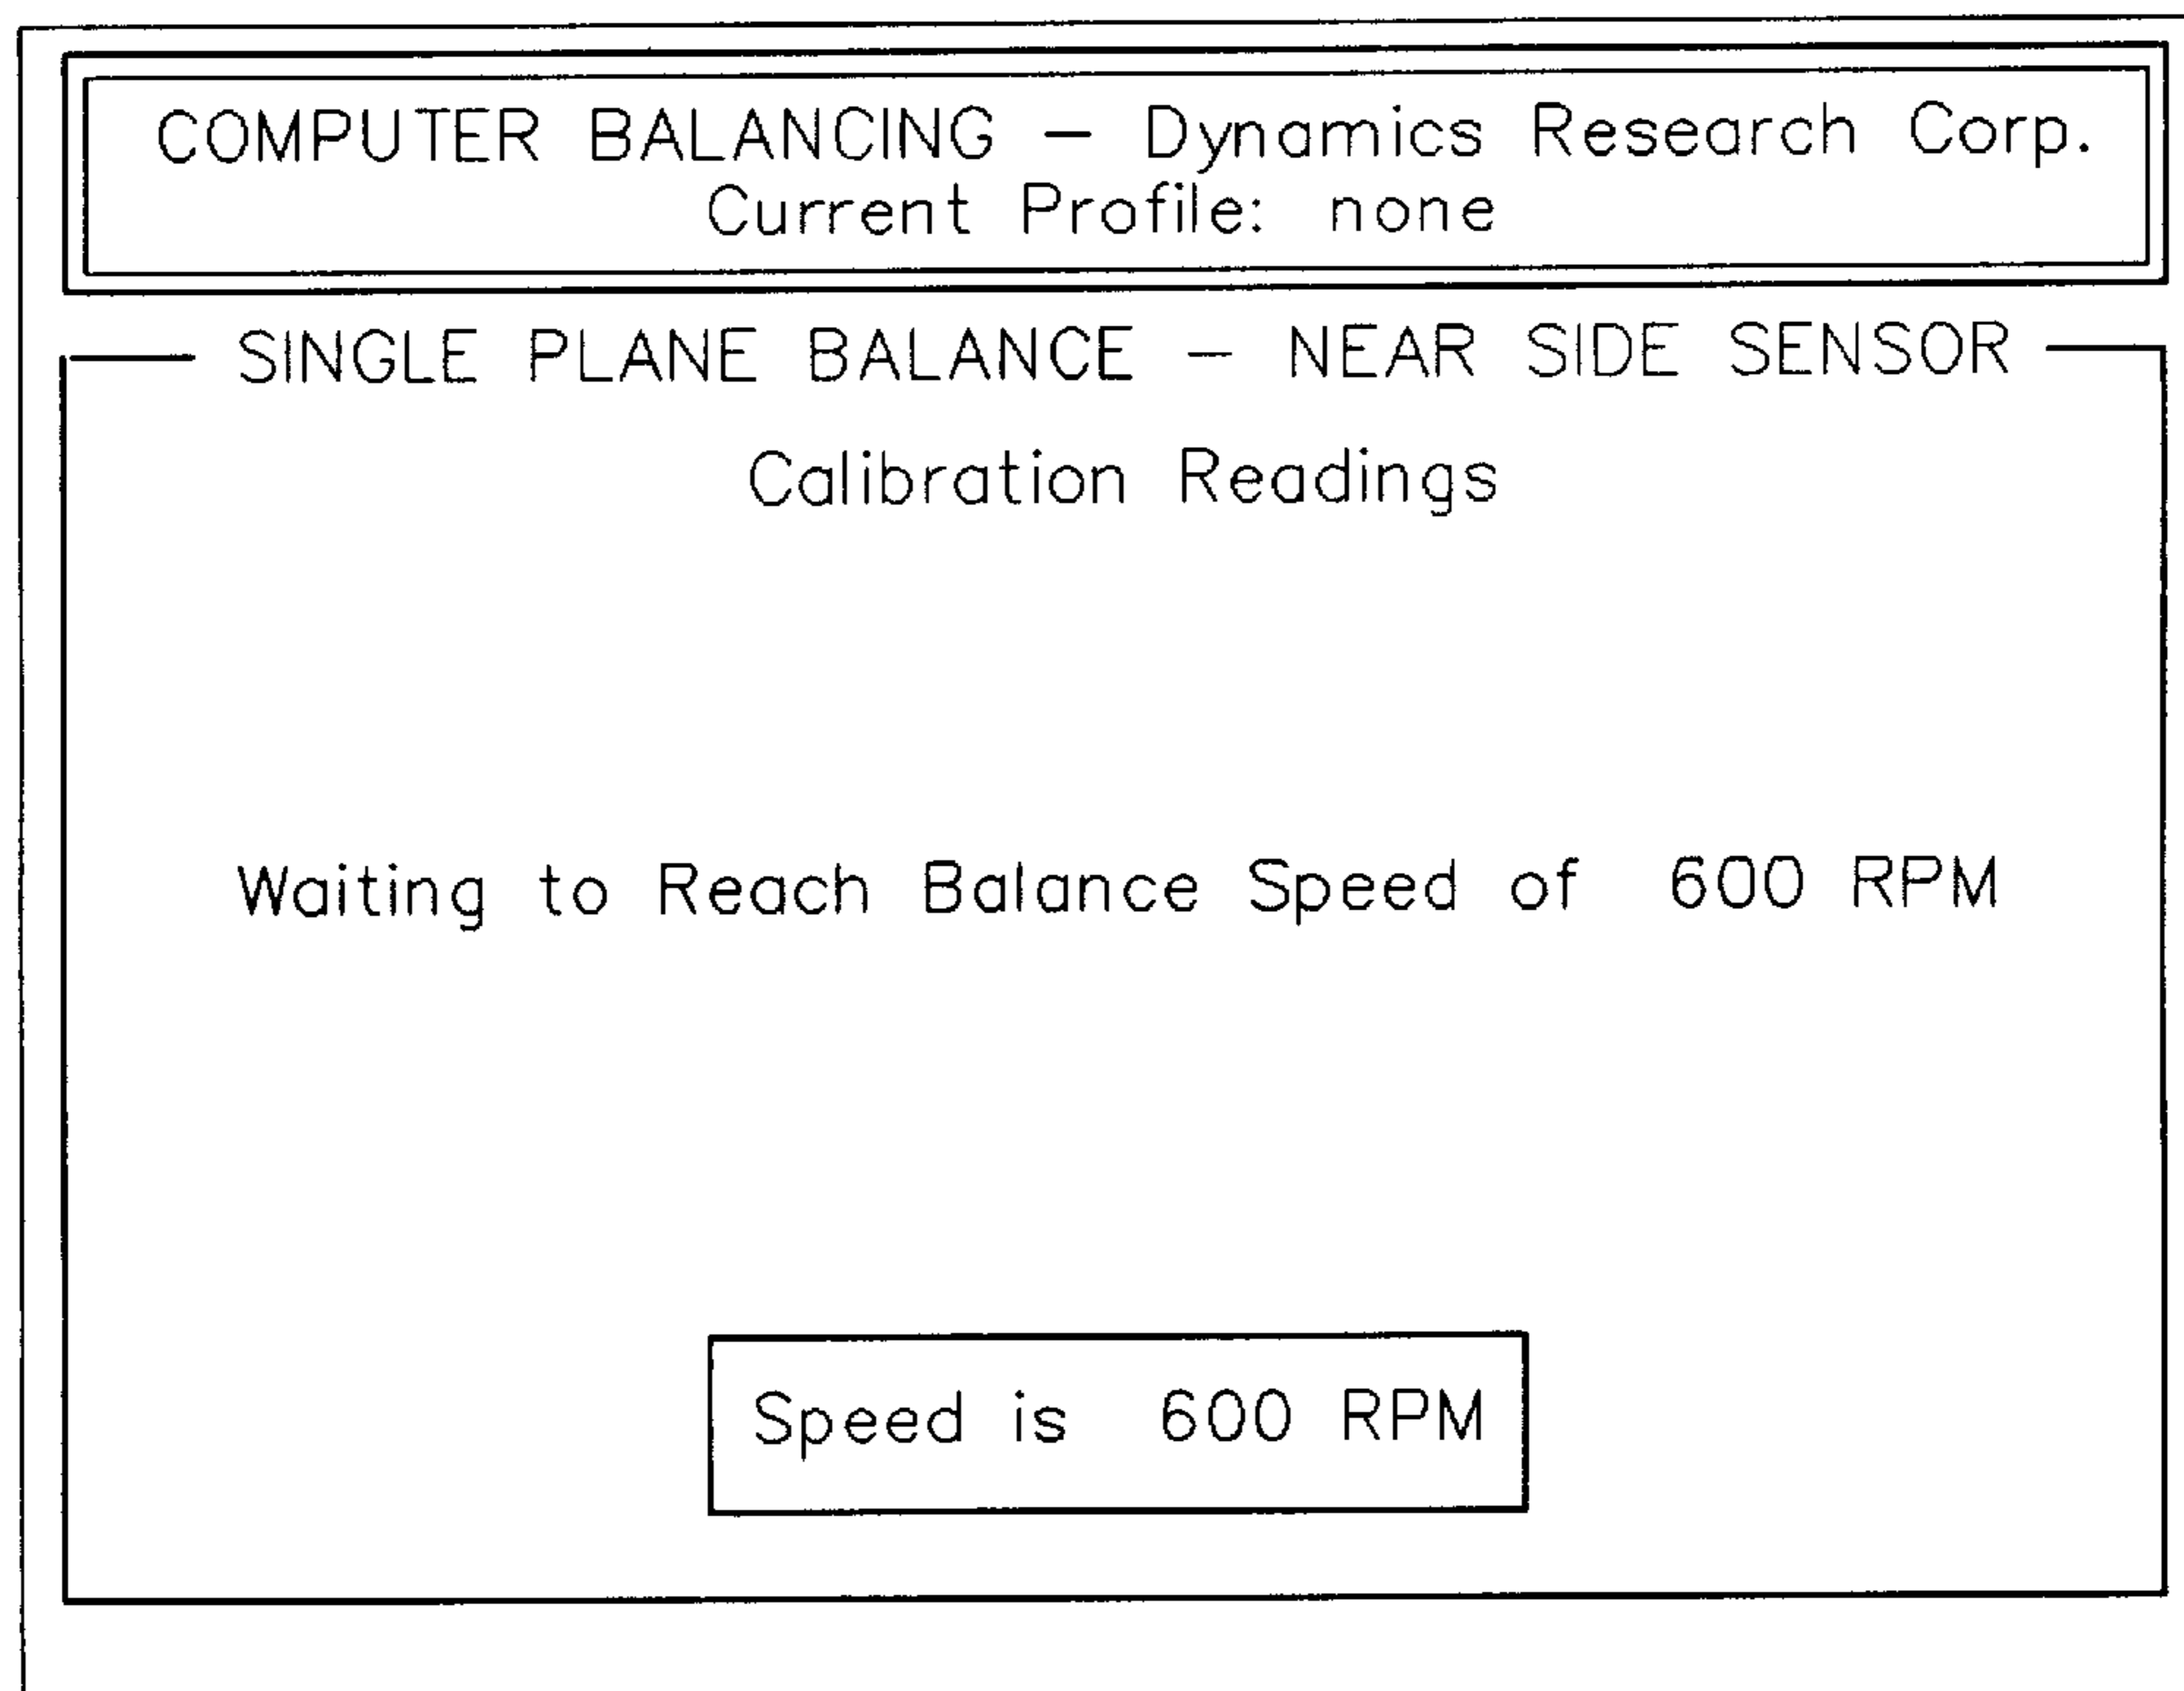 COMPUTER BALANCING — Dynamics Research Corp.
Current Profile: none
SINGLE PLANE BALANCE — NEAR SIDE SENSOR
Calibration Readings
Waiting to Reach Balance Speed of 600 RPM
Speed is 600 RPM